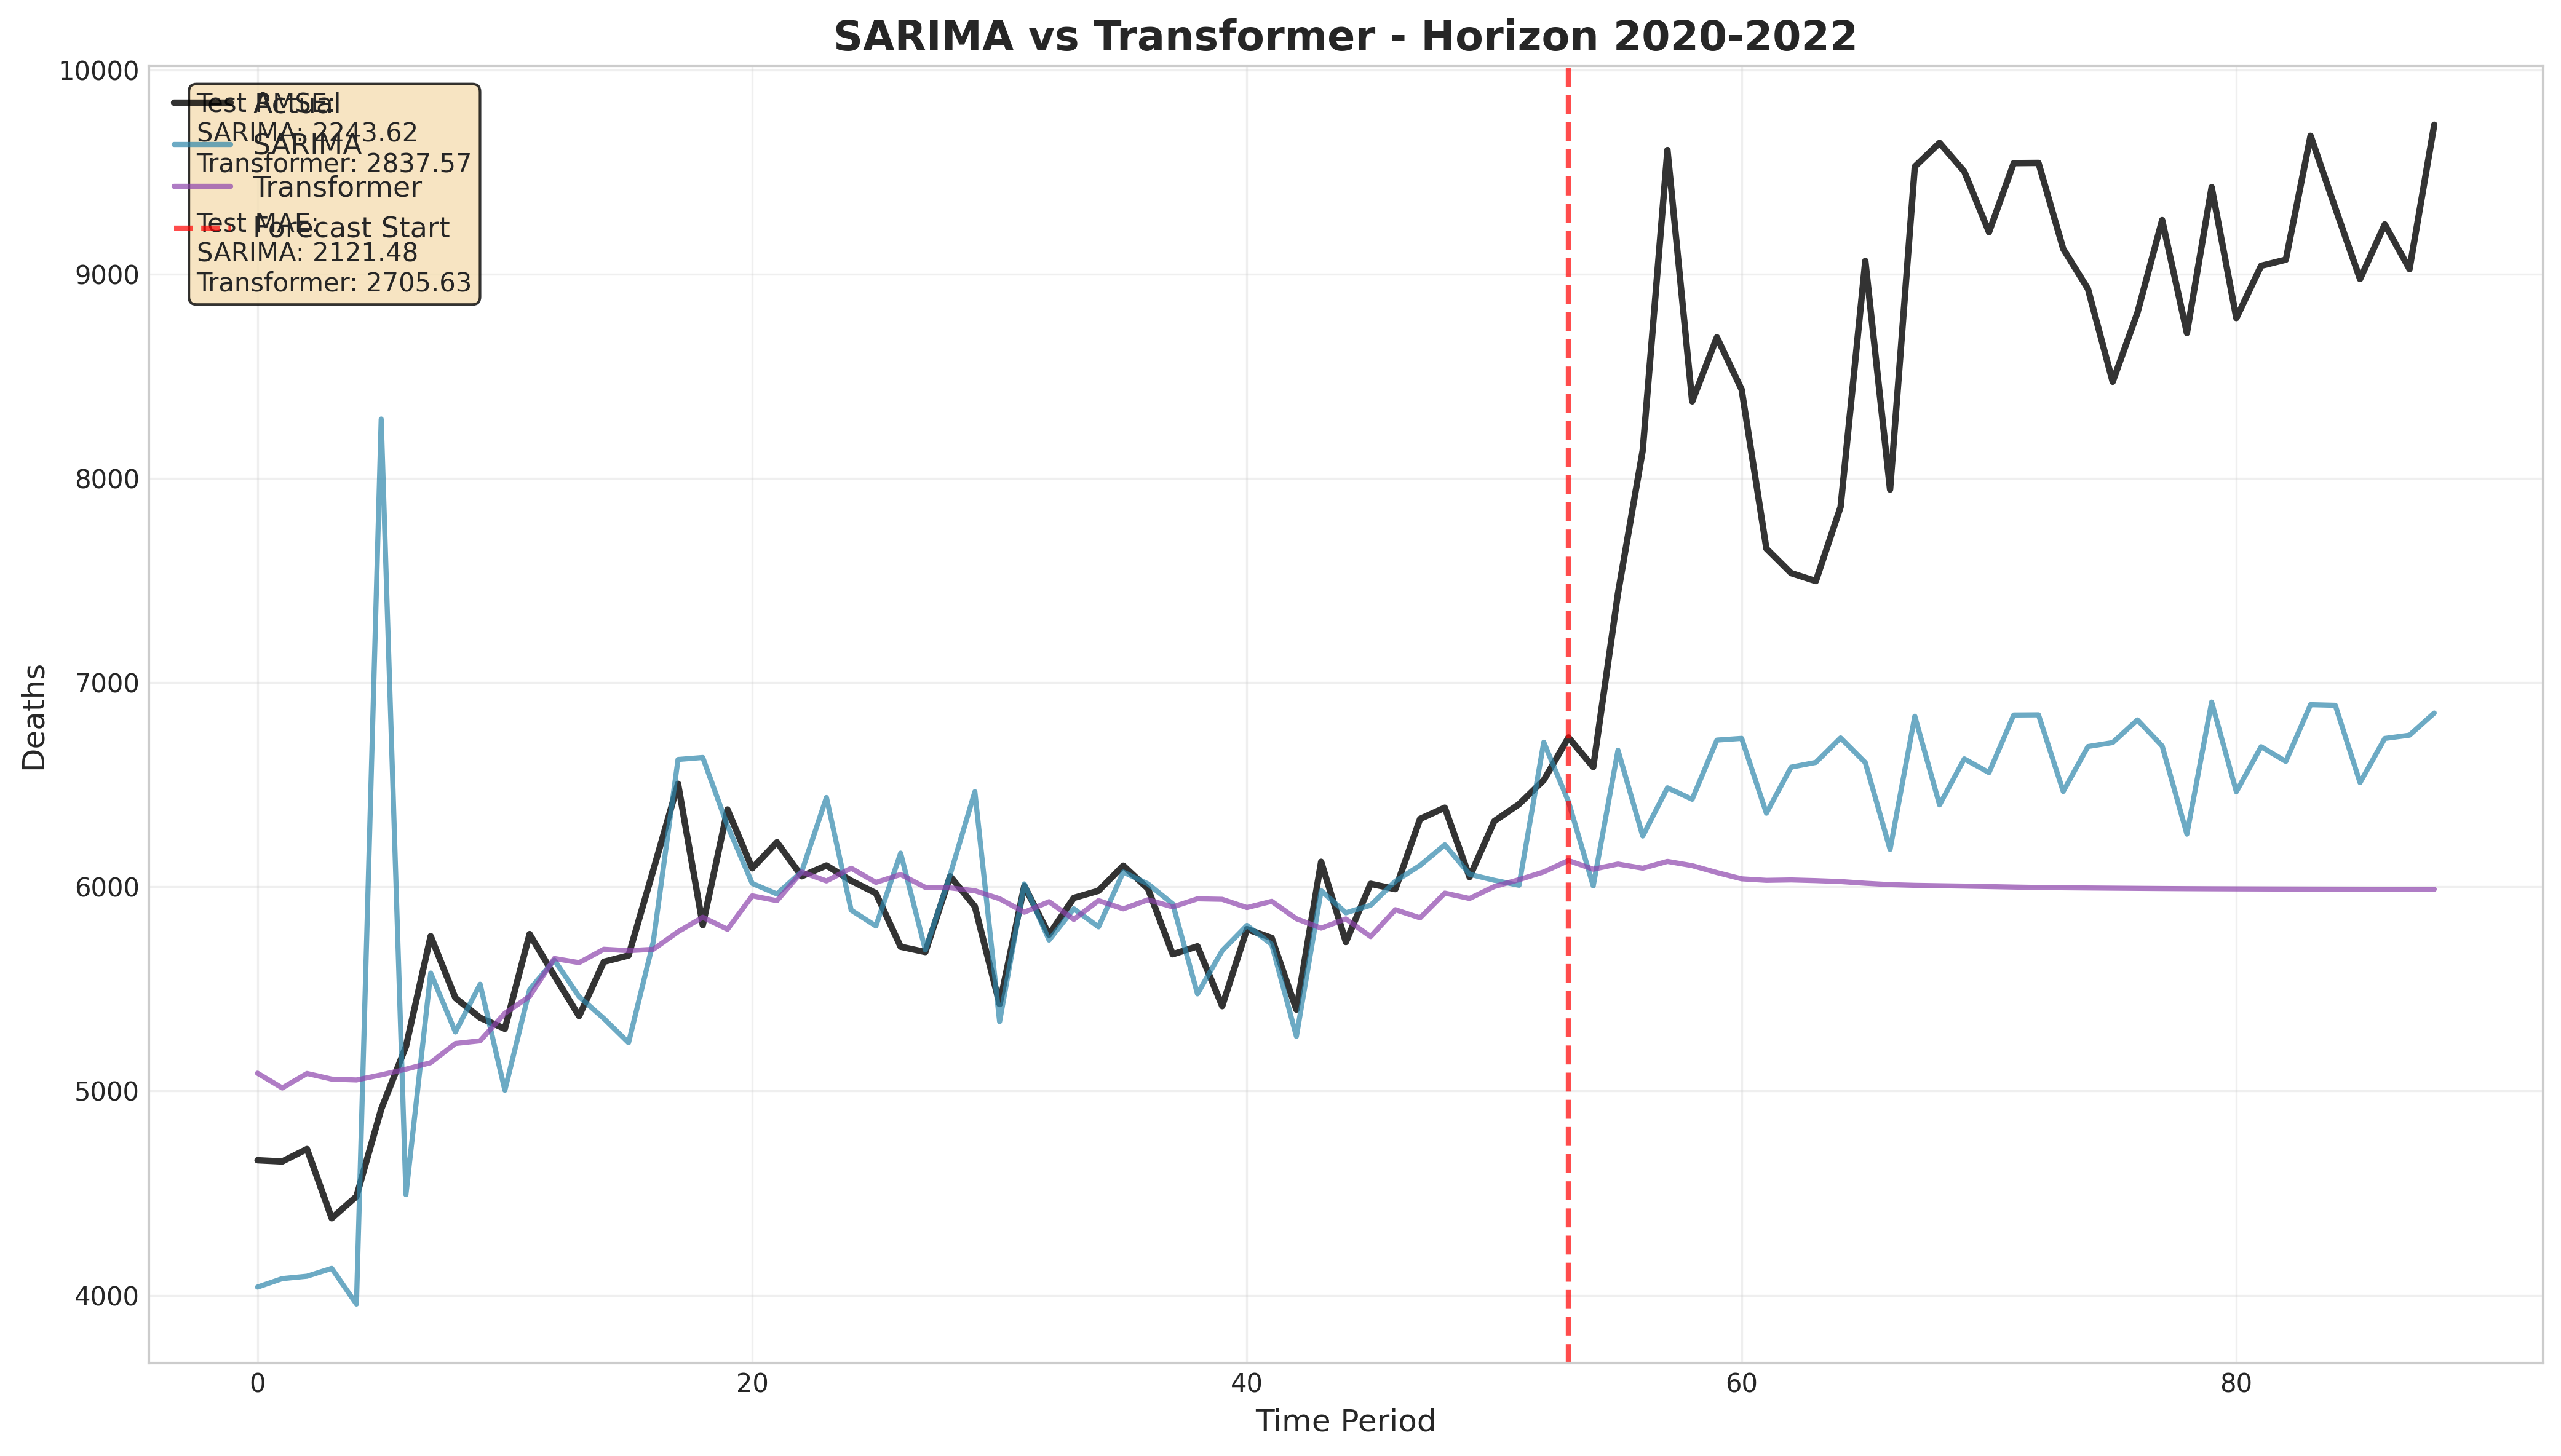 SARIMA vs Transformer - Horizon 2020-2022
10000
9000
8000
7000
6000
5000
4000
Deaths
Test RMSE:
SARIMA: 2243.62
Transformer: 2837.57
Test MAE:
SARIMA: 2121.48
Transformer: 2705.63
Actual
SARIMA
Transformer
Forecast Start
0
20
40
60
80
Time Period